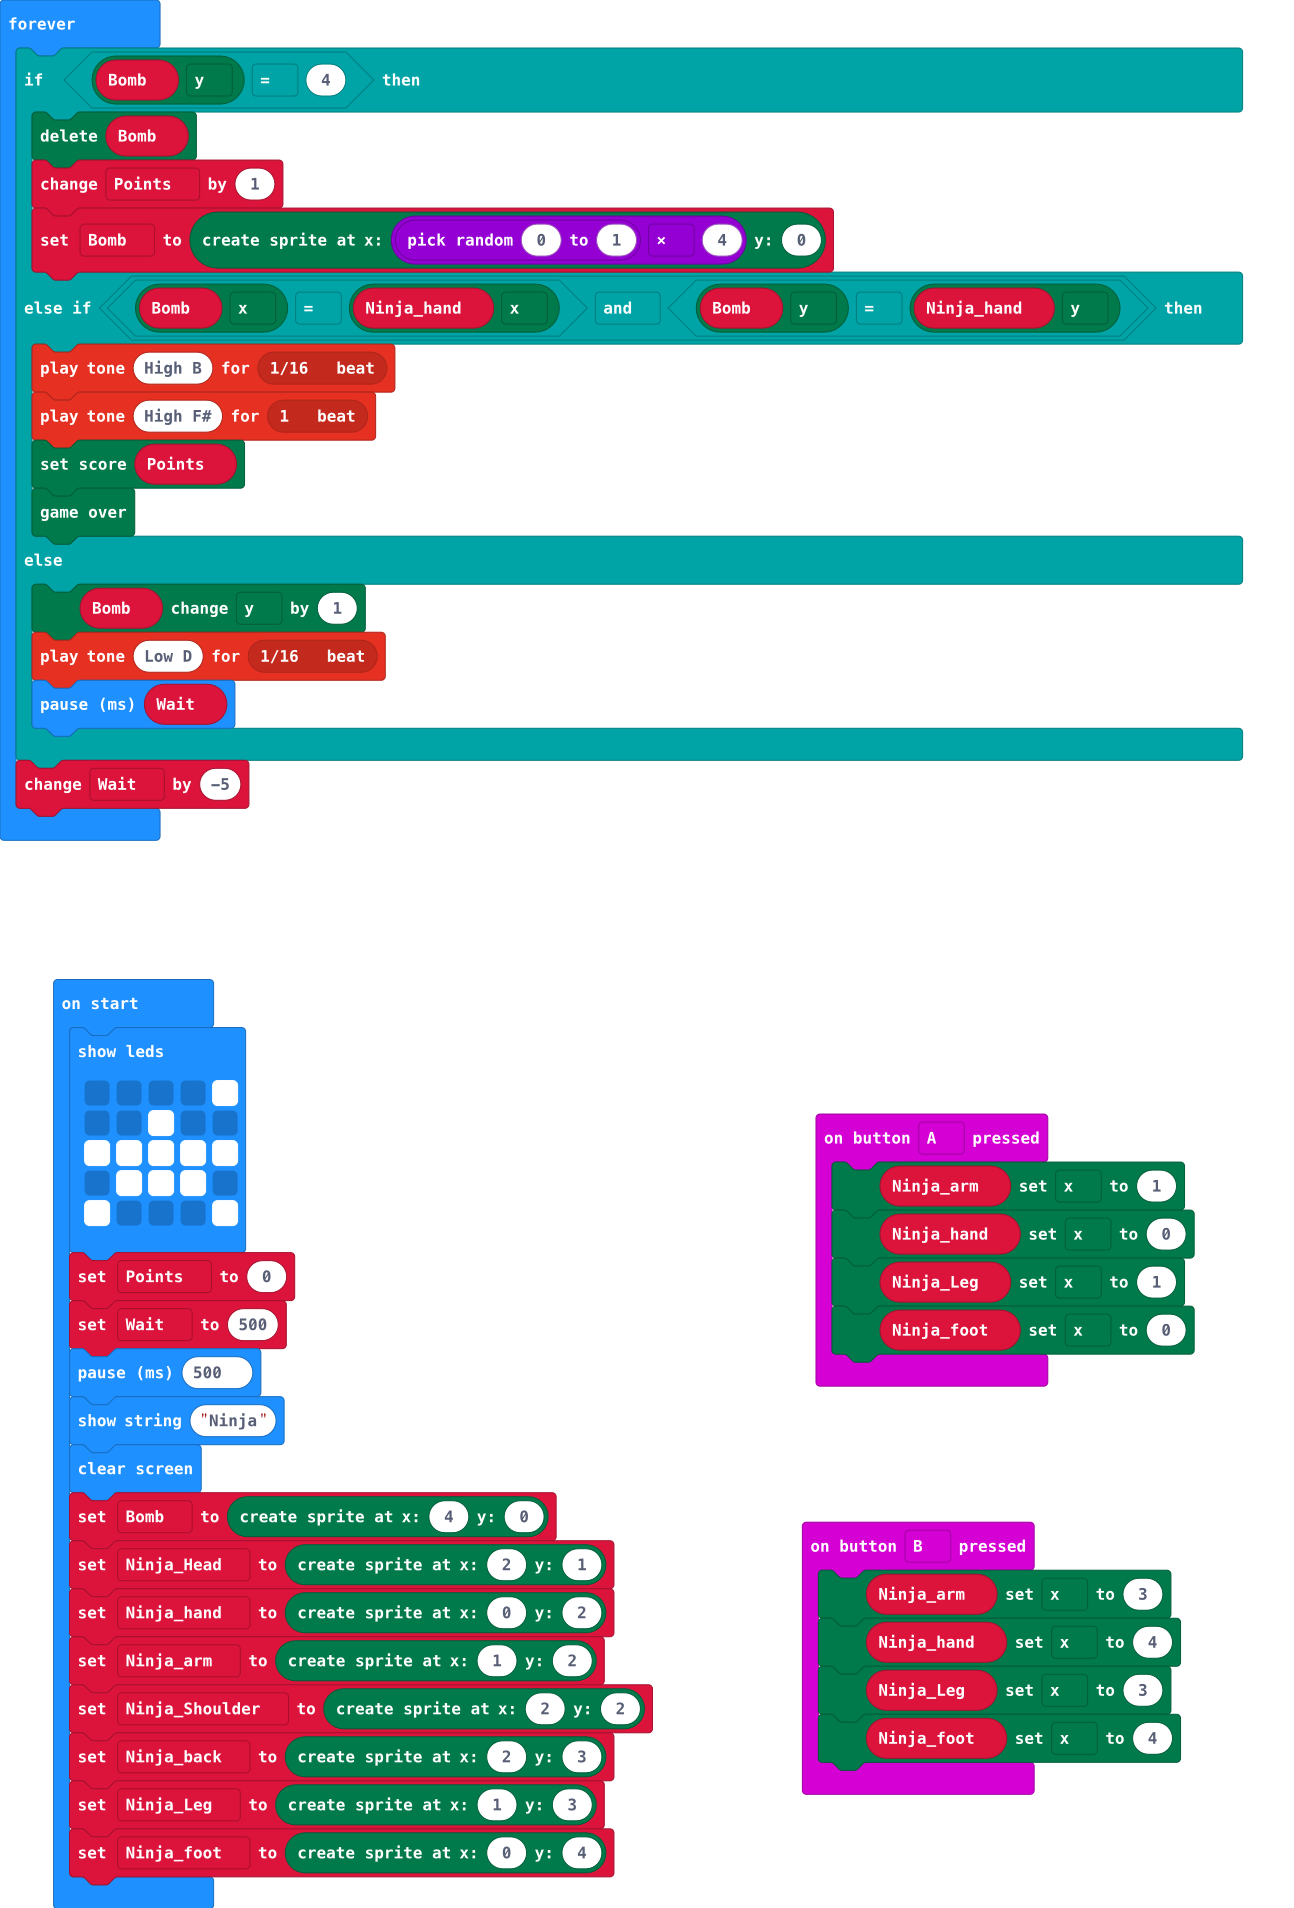 forever
if Bomb y = 4 then
delete Bomb
change Points by 1
set Bomb to create sprite at x: pick random 0 to 1 × 4 y: 0
else if Bomb x = Ninja_hand x and Bomb y = Ninja_hand y then
play tone High B for 1/16 beat
play tone High F# for 1 beat
set score Points
game over
else
Bomb change y by 1
play tone Low D for 1/16 beat
pause (ms) Wait
change Wait by −5
on start
show leds
set Points to 0
set Wait to 500
pause (ms) 500
show string "Ninja"
clear screen
set Bomb to create sprite at x: 4 y: 0
set Ninja_Head to create sprite at x: 2 y: 1
set Ninja_hand to create sprite at x: 0 y: 2
set Ninja_arm to create sprite at x: 1 y: 2
set Ninja_Shoulder to create sprite at x: 2 y: 2
set Ninja_back to create sprite at x: 2 y: 3
set Ninja_Leg to create sprite at x: 1 y: 3
set Ninja_foot to create sprite at x: 0 y: 4
on button A pressed
Ninja_arm set x to 1
Ninja_hand set x to 0
Ninja_Leg set x to 1
Ninja_foot set x to 0
on button B pressed
Ninja_arm set x to 3
Ninja_hand set x to 4
Ninja_Leg set x to 3
Ninja_foot set x to 4